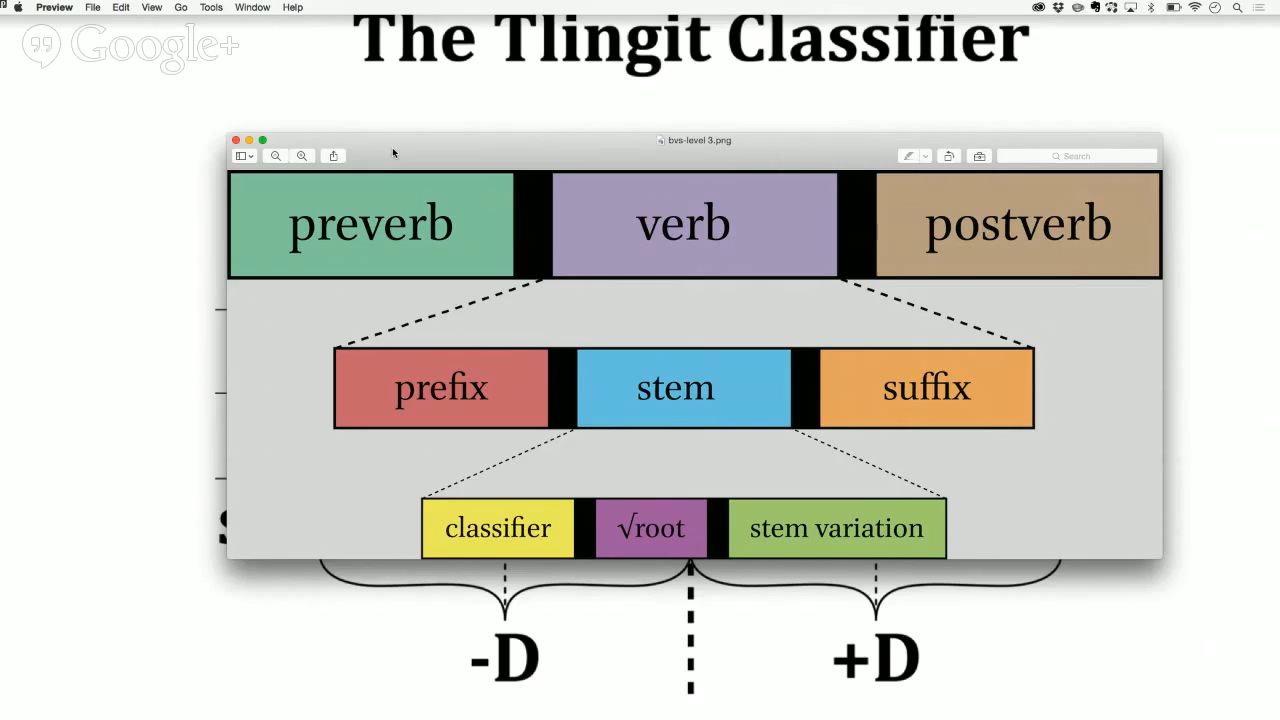 Preview File Edit View Go Tools Window Help
Google+
The Tlingit Classifier
bvs-level 3.png
Search
preverb verb postverb
prefix stem suffix
classifier √root stem variation
-D +D